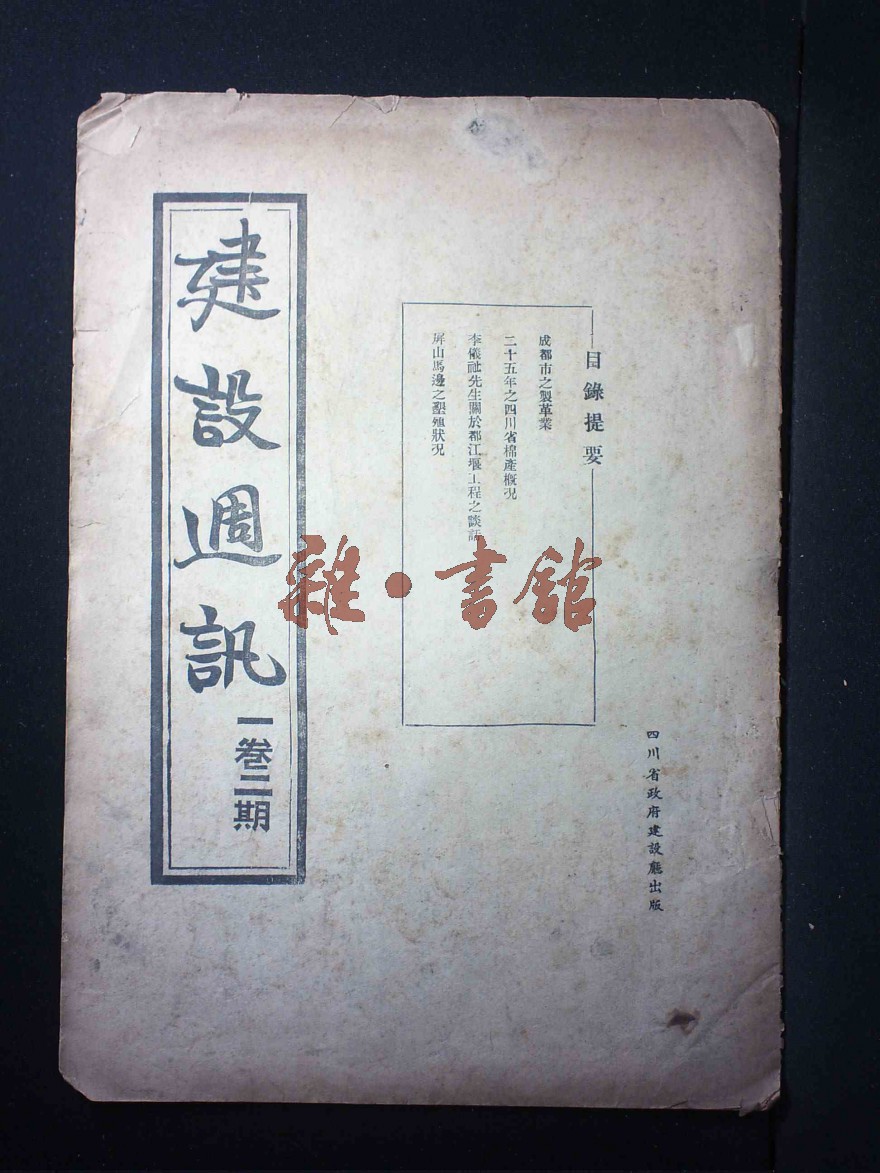 四川省政府建設廳出版
目錄提要
成都市之製革業
二十五年之四川省棉產概況
李儀祉先生關於都江堰工程之談話
屏山馬邊之墾殖狀況
建設週訊
一卷二期
雜·書館